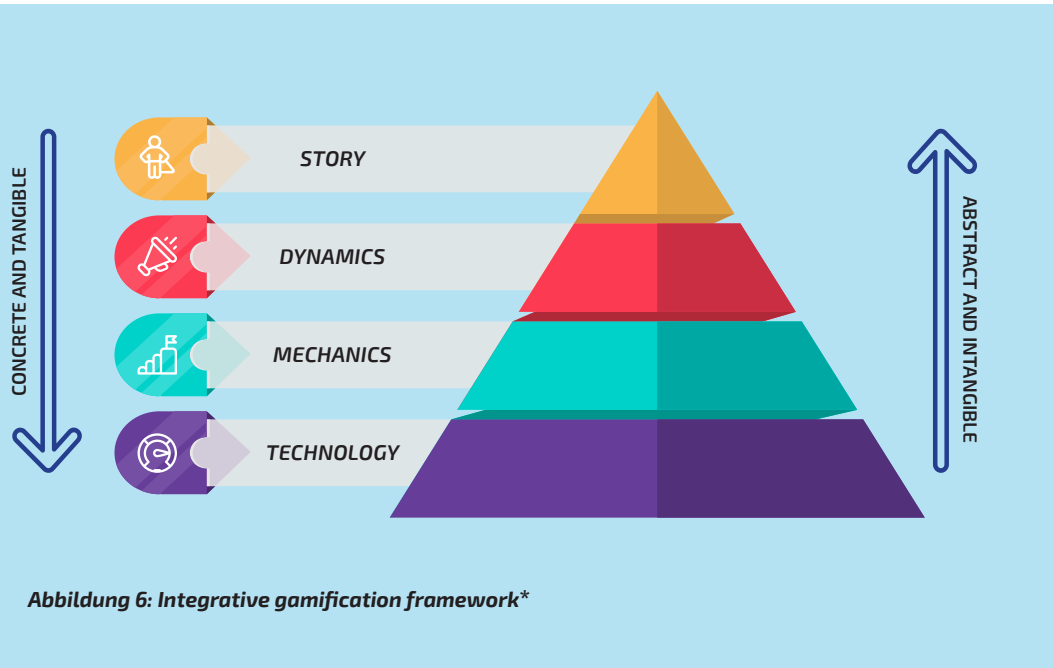 STORY
DYNAMICS
MECHANICS
TECHNOLOGY
CONCRETE AND TANGIBLE
ABSTRACT AND INTANGIBLE
Abbildung 6: Integrative gamification framework*